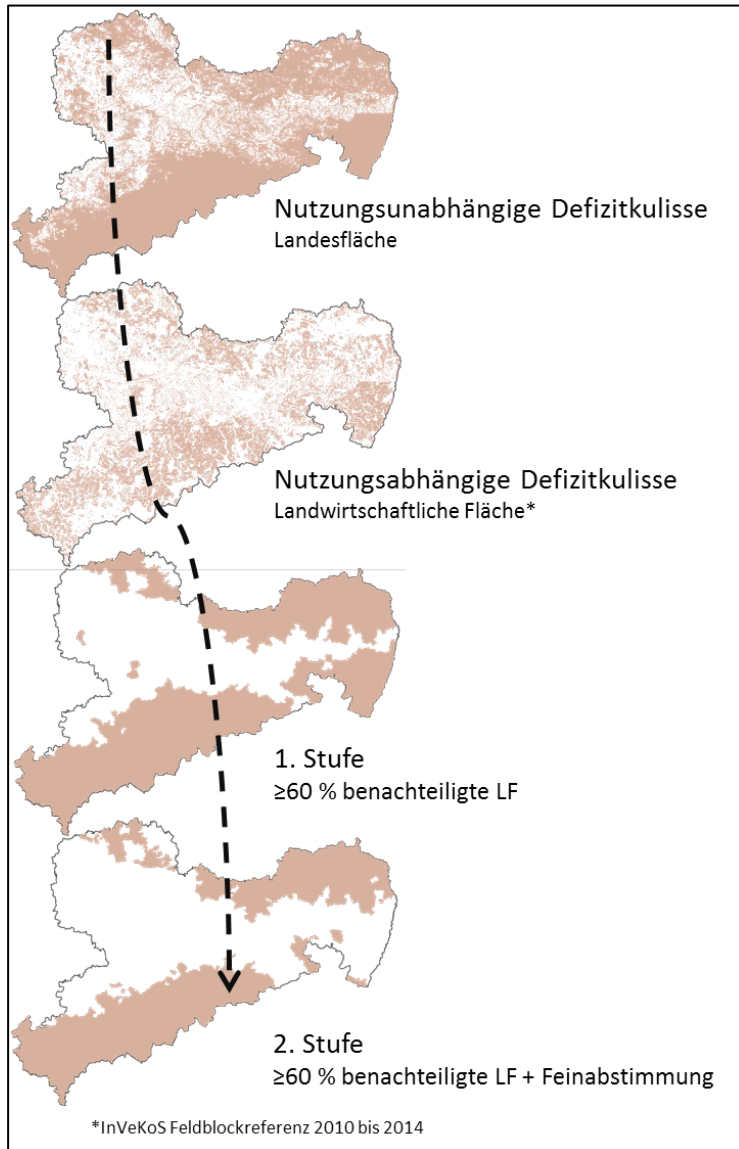 Nutzungsunabhängige Defizitkulisse
Landesfläche
Nutzungsabhängige Defizitkulisse
Landwirtschaftliche Fläche*
1. Stufe
≥60 % benachteiligte LF
2. Stufe
≥60 % benachteiligte LF + Feinabstimmung
*InVeKoS Feldblockreferenz 2010 bis 2014